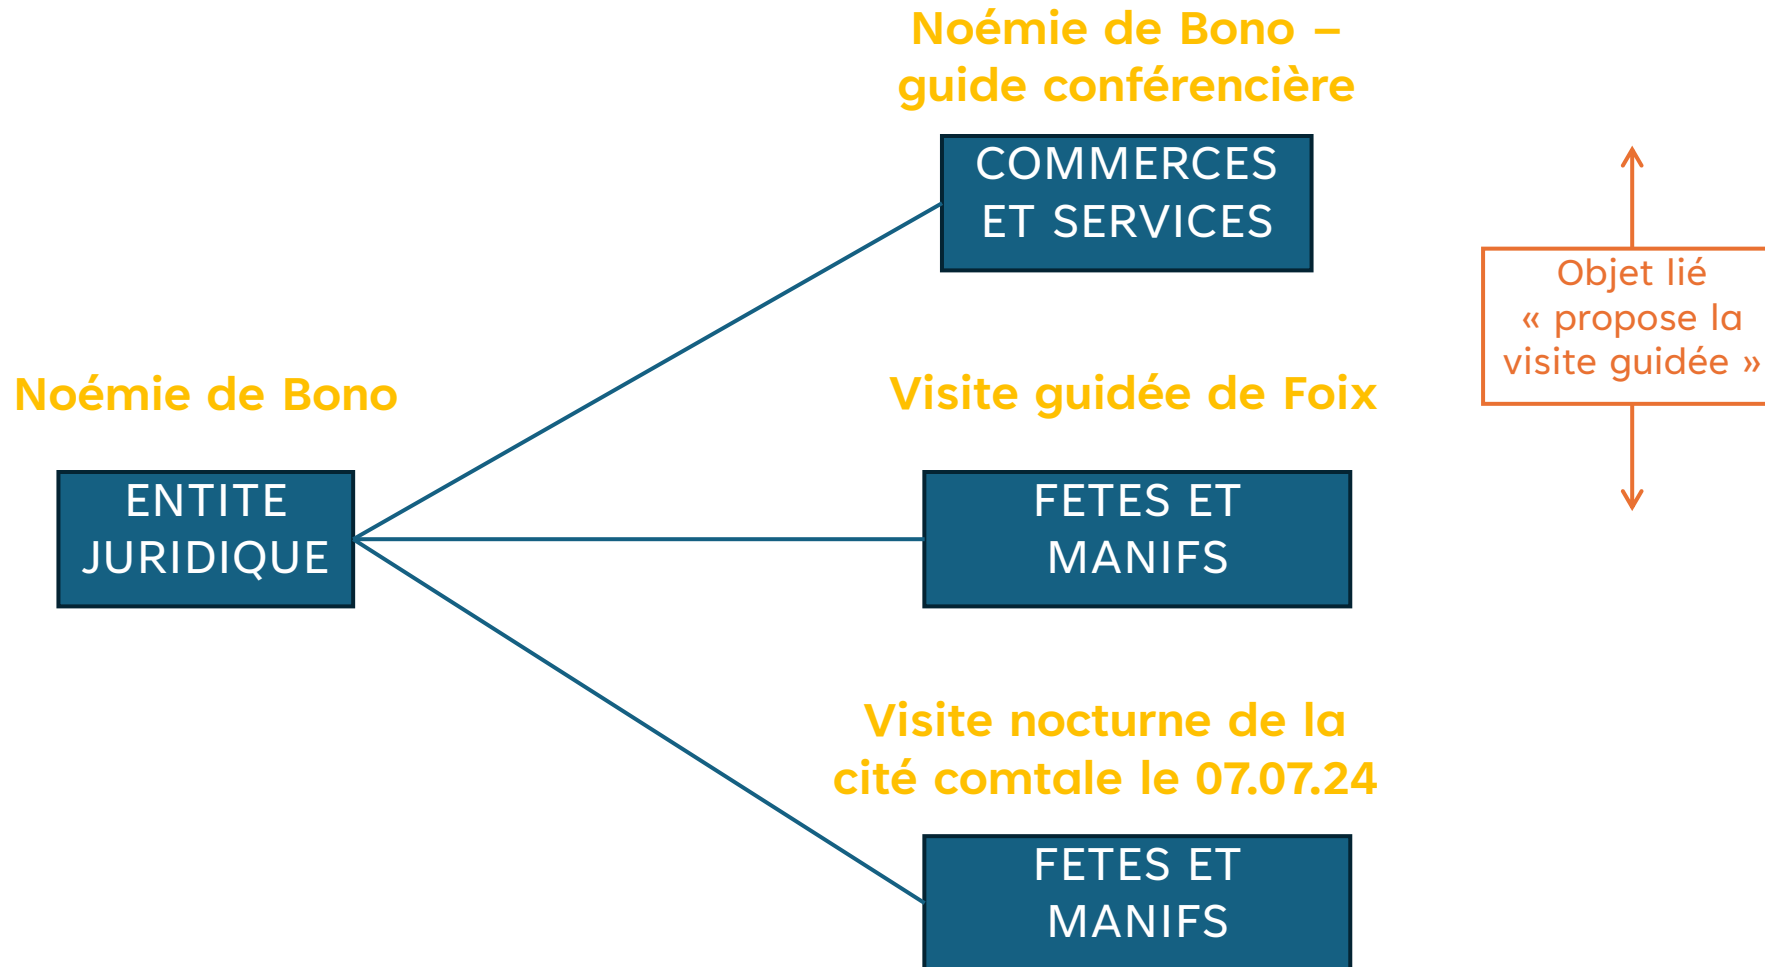 Noémie de Bono –
guide conférencière
COMMERCES
ET SERVICES
Objet lié
« propose la
visite guidée »
Noémie de Bono
Visite guidée de Foix
ENTITE
JURIDIQUE
FETES ET
MANIFS
Visite nocturne de la
cité comtale le 07.07.24
FETES ET
MANIFS